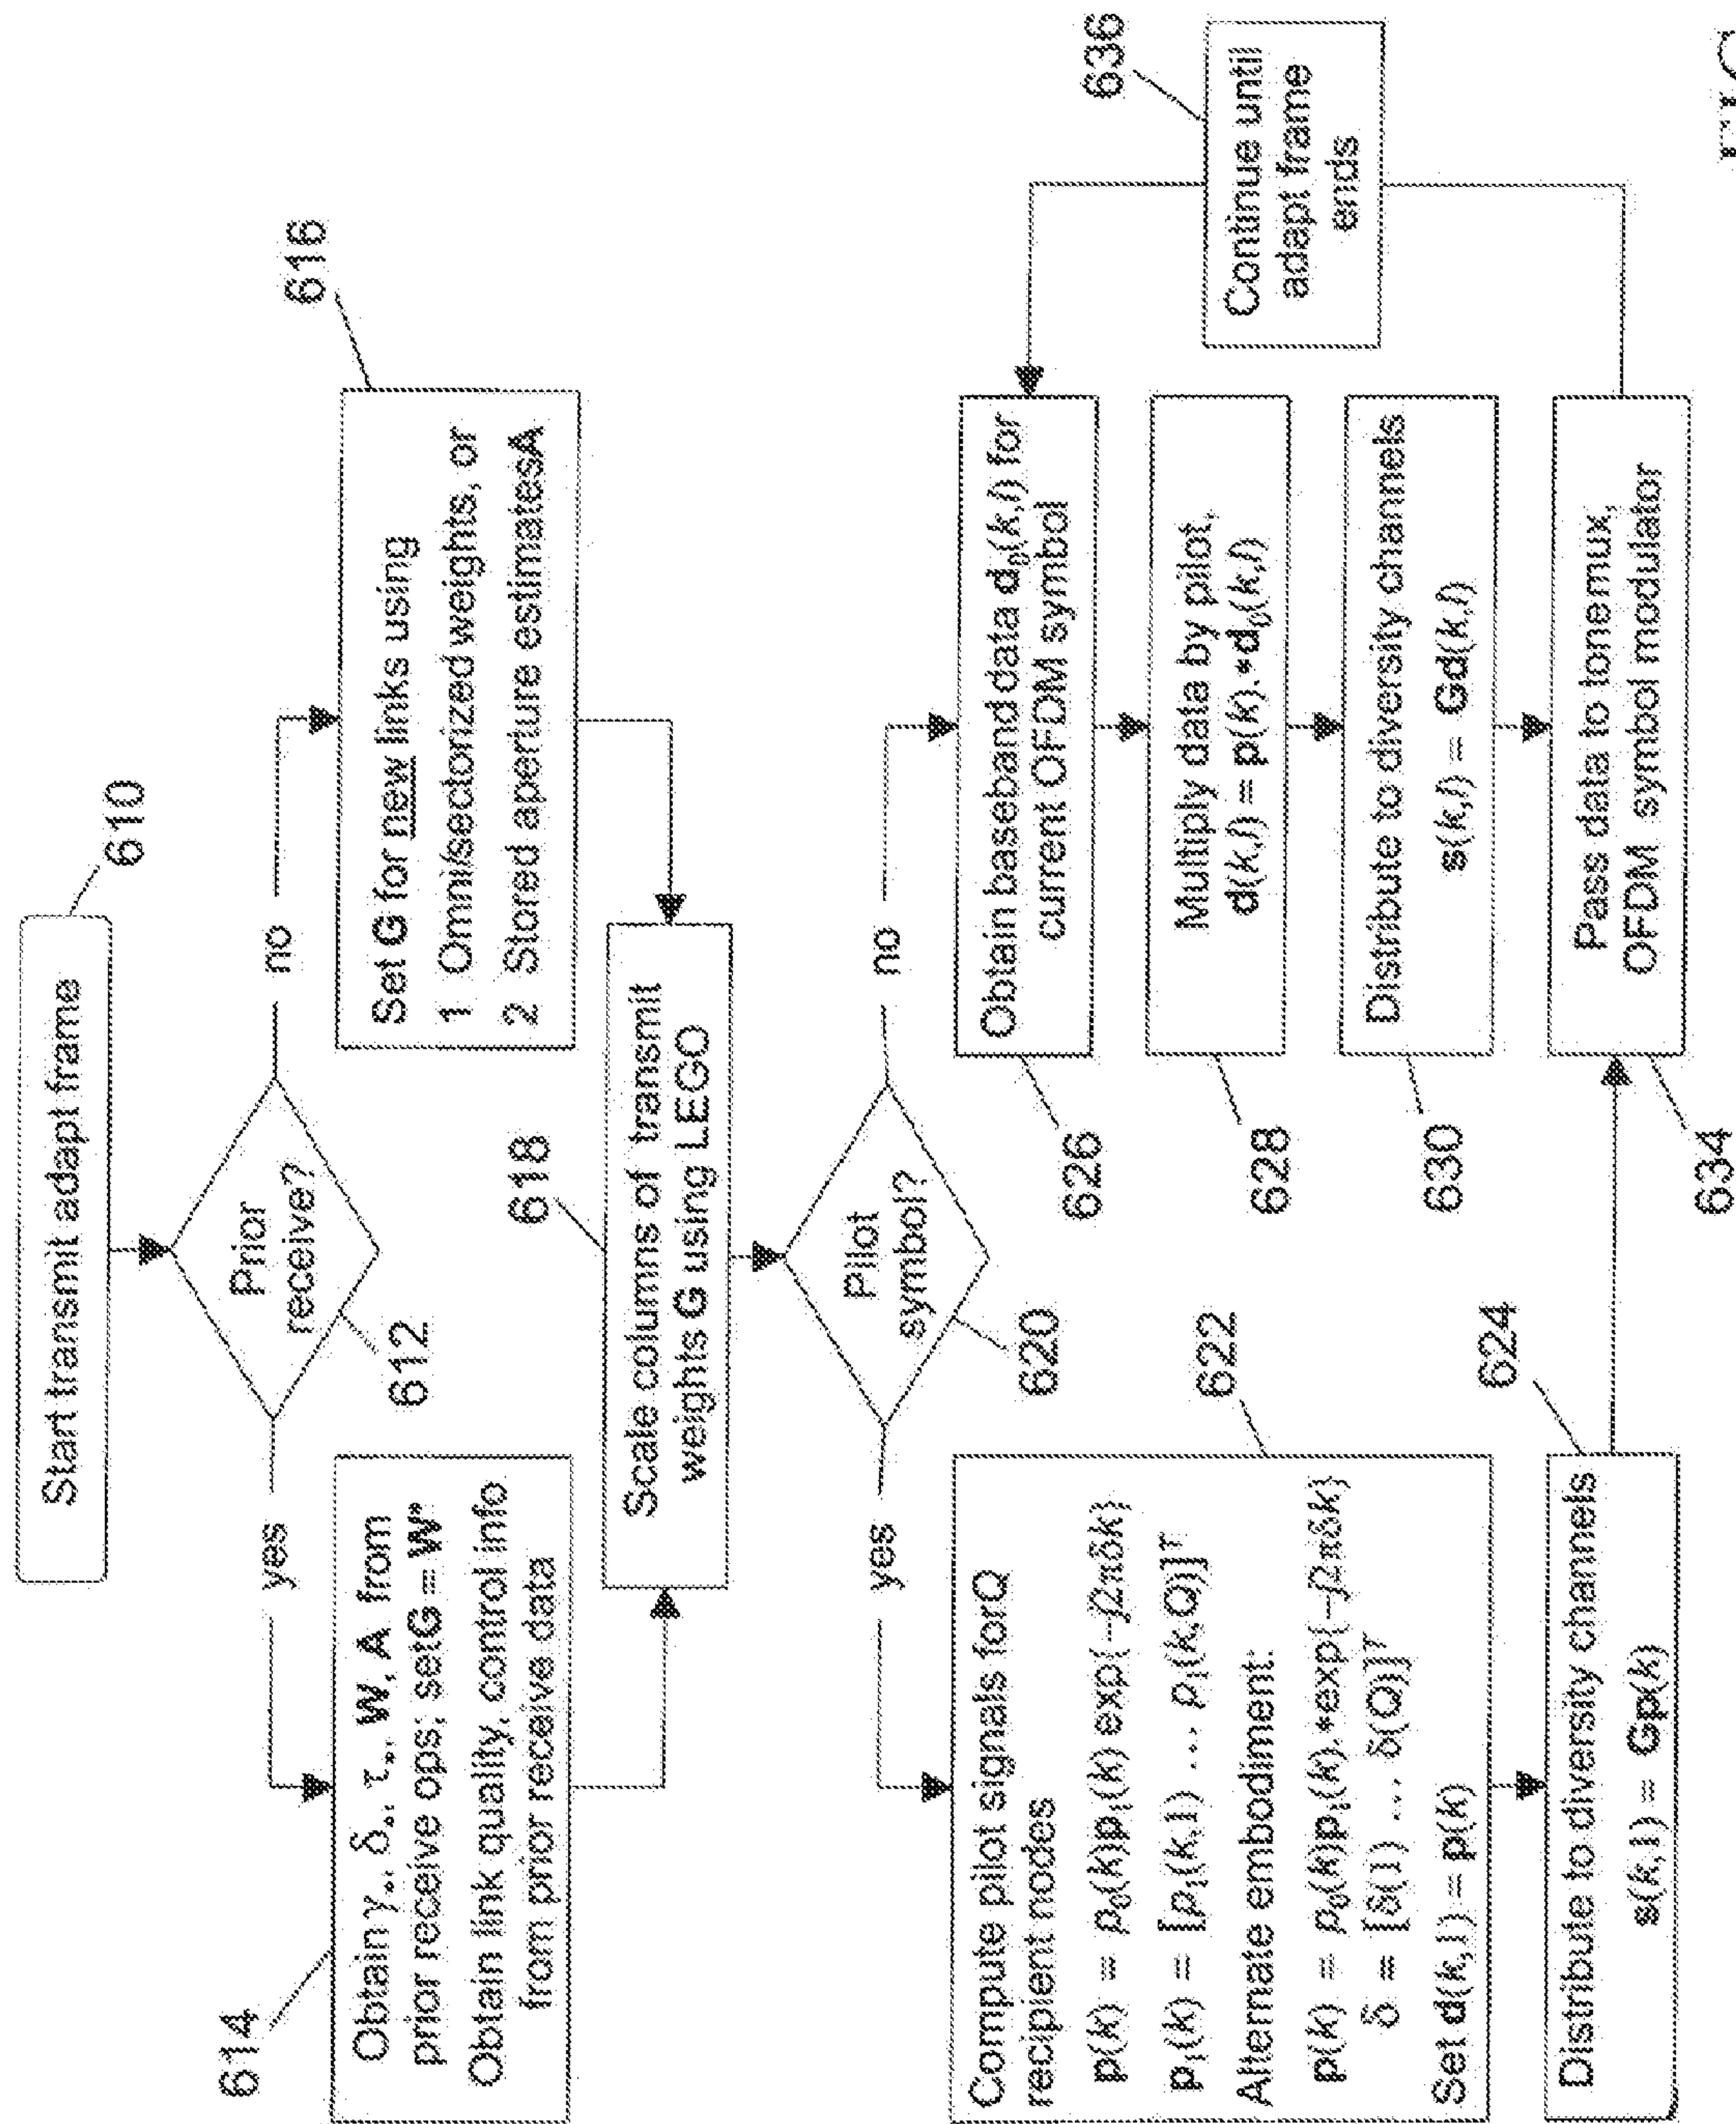 Start transmit adapt frame
610
Prior
receive?
612
yes
no
614
Obtain γ., δ., τ., W, A from
prior receive ops; setG = W*
Obtain link quality, control info
from prior receive data
616
Set G for new links using
1 Omni/sectorized weights, or
2 Stored aperture estimatesA
618
Scale columns of transmit
weights G using LEGO
Pilot
symbol?
620
yes
no
622
Compute pilot signals forQ
recipient nodes
p(k) = p₀(k)p₁(k) exp{-j2πδk}
p₁(k) = [p₁(k,1) ... p₁(k,Q)]ᵀ
Alternate embodiment:
p(k) = p₀(k)p₁(k).*exp{-j2πδk}
δ = [δ(1) ... δ(Q)]ᵀ
Set d(k,1) = p(k)
624
Distribute to diversity channels
s(k,1) = Gp(k)
626
Obtain baseband data d₀(k,l) for
current OFDM symbol
628
Multiply data by pilot,
d(k,l) = p(k).*d₀(k,l)
630
Distribute to diversity channels
s(k,l) = Gd(k,l)
634
Pass data to tonemux,
OFDM symbol modulator
636
Continue until
adapt frame
ends